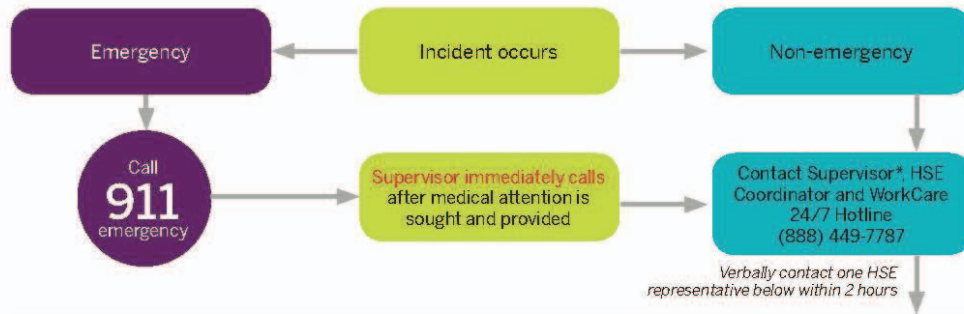 Emergency
Incident occurs
Non-emergency
Call
911
emergency
Supervisor immediately calls
after medical attention is
sought and provided
Contact Supervisor*, HSE
Coordinator and WorkCare
24/7 Hotline
(888) 449-7787
Verbally contact one HSE
representative below within 2 hours